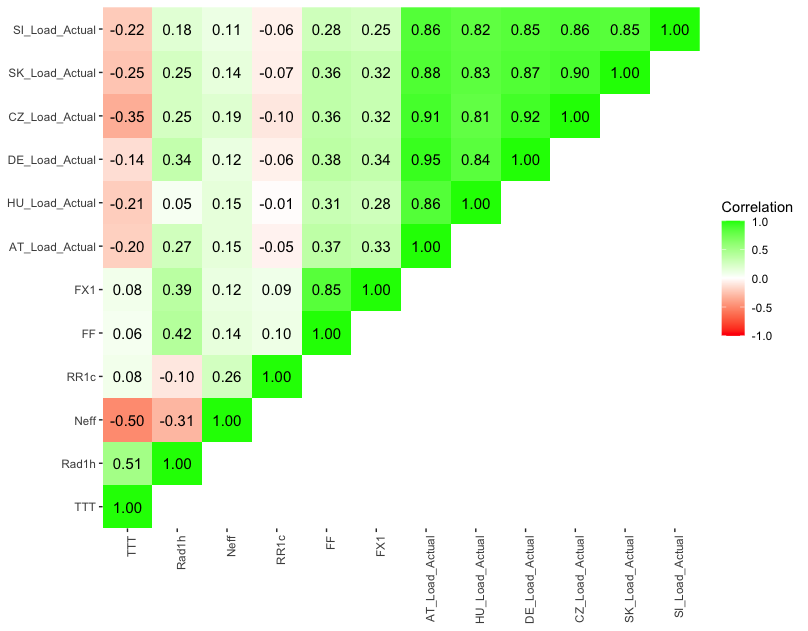 SI_Load_Actual -0.22 0.18 0.11 -0.06 0.28 0.25 0.86 0.82 0.85 0.86 0.85 1.00
SK_Load_Actual -0.25 0.25 0.14 -0.07 0.36 0.32 0.88 0.83 0.87 0.90 1.00
CZ_Load_Actual -0.35 0.25 0.19 -0.10 0.36 0.32 0.91 0.81 0.92 1.00
DE_Load_Actual -0.14 0.34 0.12 -0.06 0.38 0.34 0.95 0.84 1.00
HU_Load_Actual -0.21 0.05 0.15 -0.01 0.31 0.28 0.86 1.00
AT_Load_Actual -0.20 0.27 0.15 -0.05 0.37 0.33 1.00
FX1 0.08 0.39 0.12 0.09 0.85 1.00
FF 0.06 0.42 0.14 0.10 1.00
RR1c 0.08 -0.10 0.26 1.00
Neff -0.50 -0.31 1.00
Rad1h 0.51 1.00
TTT 1.00
TTT Rad1h Neff RR1c FF FX1 AT_Load_Actual HU_Load_Actual DE_Load_Actual CZ_Load_Actual SK_Load_Actual SI_Load_Actual
Correlation
1.0
0.5
0.0
-0.5
-1.0